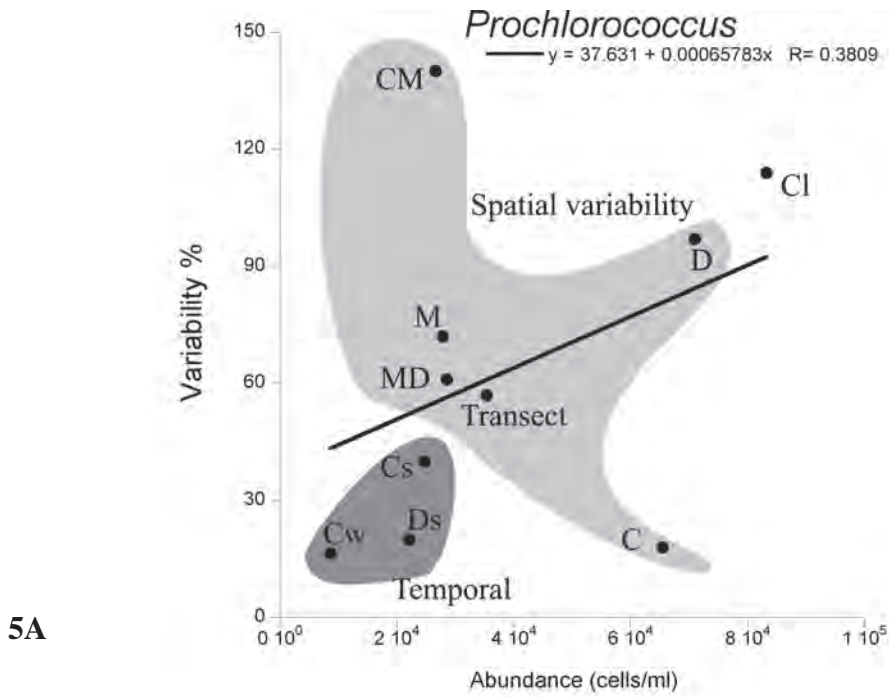 Prochlorococcus
y = 37.631 + 0.00065783x R= 0.3809
150
120
90
60
30
0
Variability %
CM
Cl
Spatial variability
D
M
MD
Transect
Cs
Cw
Ds
C
Temporal
5A
0 10⁰
2 10⁴
4 10⁴
6 10⁴
8 10⁴
1 10⁵
Abundance (cells/ml)